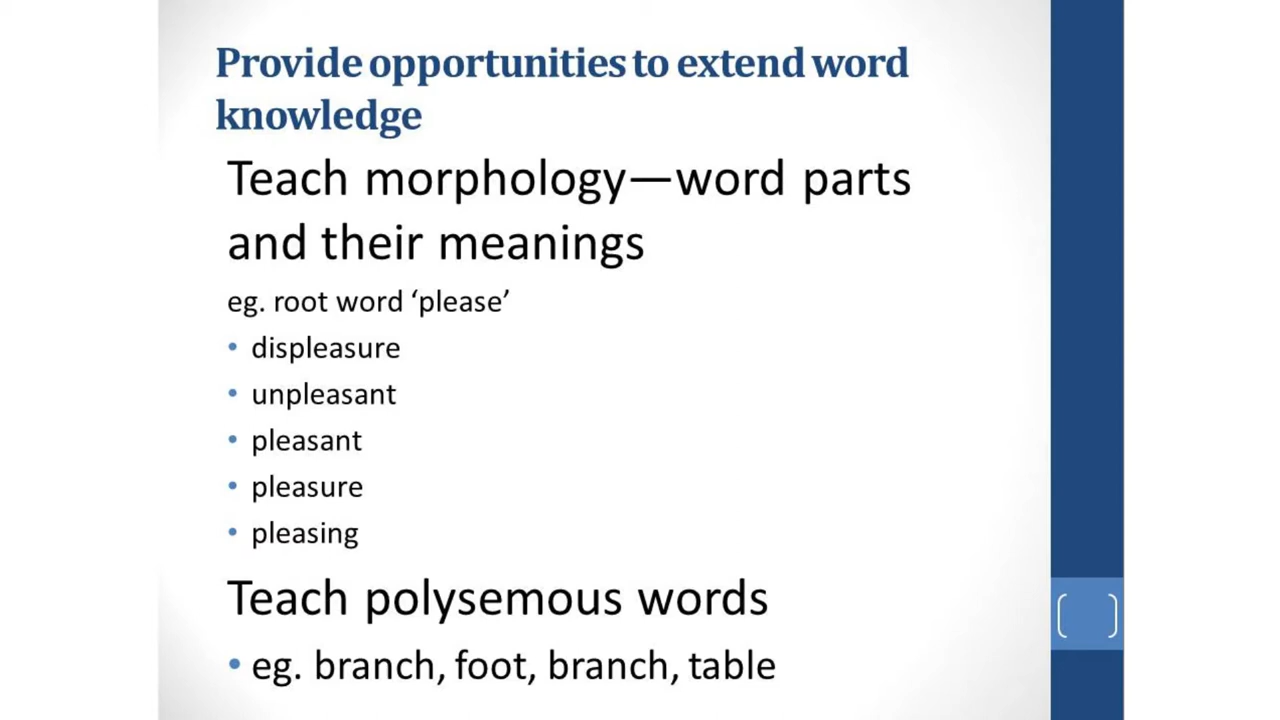 Provide opportunities to extend word
knowledge
Teach morphology—word parts
and their meanings
eg. root word ‘please’
• displeasure
• unpleasant
• pleasant
• pleasure
• pleasing
Teach polysemous words
• eg. branch, foot, branch, table